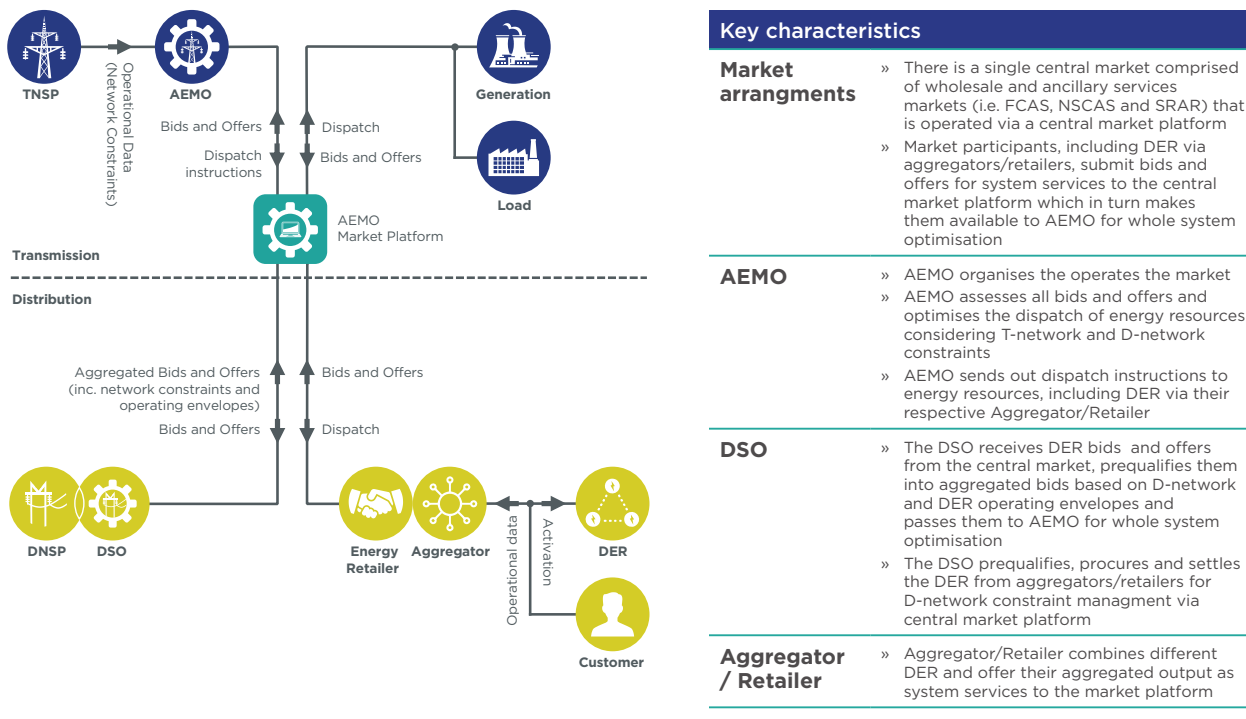 TNSP
Operational Data
(Network Constraints)
AEMO
Generation
Bids and Offers
Dispatch
Dispatch
instructions
Bids and Offers
Load
AEMO
Market Platform
Transmission
Distribution
Aggregated Bids and Offers
(inc. network constraints and
operating envelopes)
Bids and Offers
Bids and Offers
Dispatch
DNSP
DSO
Energy
Retailer
Aggregator
Operational data
Activation
DER
Customer
Key characteristics
Market
arrangments
» There is a single central market comprised
of wholesale and ancillary services
markets (i.e. FCAS, NSCAS and SRAR) that
is operated via a central market platform
» Market participants, including DER via
aggregators/retailers, submit bids and
offers for system services to the central
market platform which in turn makes
them available to AEMO for whole system
optimisation
AEMO
» AEMO organises the operates the market
» AEMO assesses all bids and offers and
optimises the dispatch of energy resources
considering T-network and D-network
constraints
» AEMO sends out dispatch instructions to
energy resources, including DER via their
respective Aggregator/Retailer
DSO
» The DSO receives DER bids and offers
from the central market, prequalifies them
into aggregated bids based on D-network
and DER operating envelopes and
passes them to AEMO for whole system
optimisation
» The DSO prequalifies, procures and settles
the DER from aggregators/retailers for
D-network constraint managment via
central market platform
Aggregator
/ Retailer
» Aggregator/Retailer combines different
DER and offer their aggregated output as
system services to the market platform